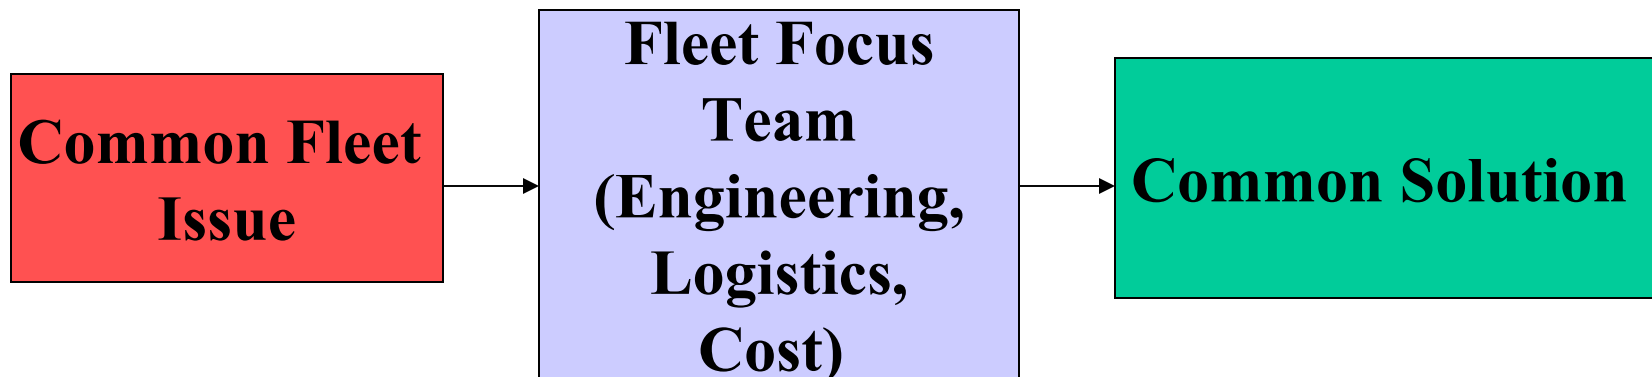 Common Fleet
Issue
Fleet Focus
Team
(Engineering,
Logistics,
Cost)
Common Solution